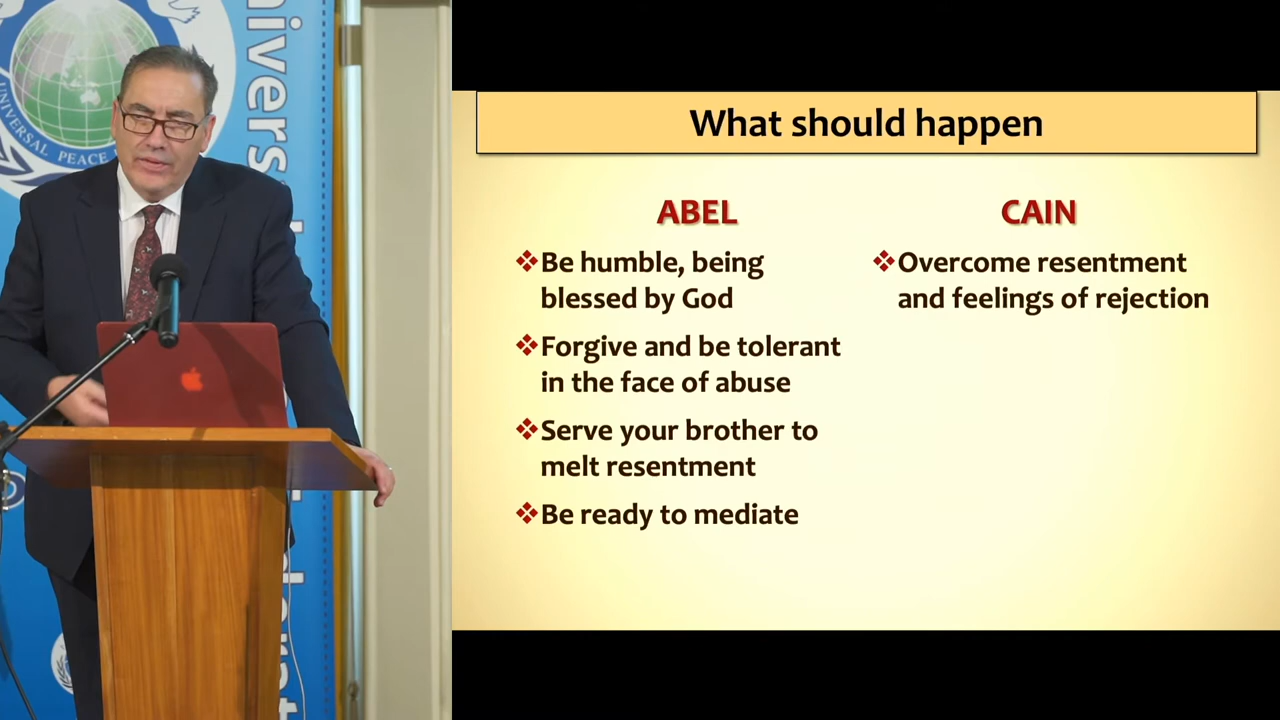 UNIVERSAL PEACE
What should happen
ABEL
Be humble, being
blessed by God
Forgive and be tolerant
in the face of abuse
Serve your brother to
melt resentment
Be ready to mediate
CAIN
Overcome resentment
and feelings of rejection